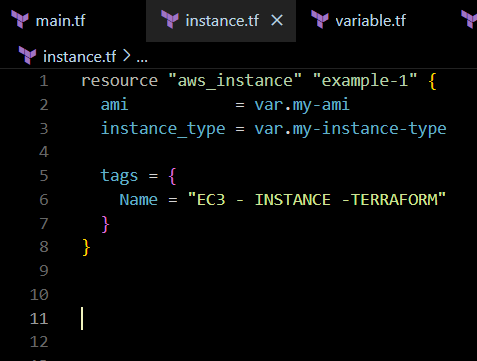 main.tf instance.tf × variable.tf
instance.tf > ...
1 resource "aws_instance" "example-1" {
2 ami = var.my-ami
3 instance_type = var.my-instance-type
4
5 tags = {
6 Name = "EC3 - INSTANCE -TERRAFORM"
7 }
8 }
9
10
11
12